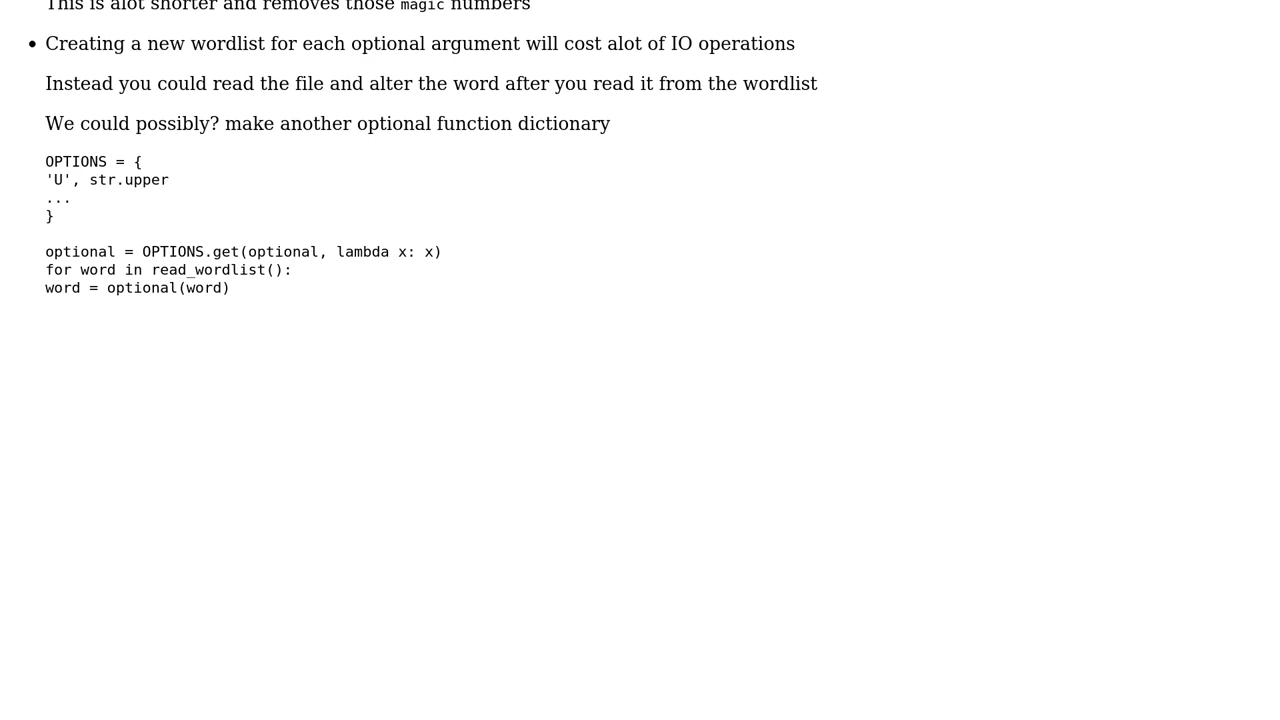 This is alot shorter and removes those magic numbers
• Creating a new wordlist for each optional argument will cost alot of IO operations
Instead you could read the file and alter the word after you read it from the wordlist
We could possibly? make another optional function dictionary
OPTIONS = {
'U', str.upper
...
}
optional = OPTIONS.get(optional, lambda x: x)
for word in read_wordlist():
word = optional(word)